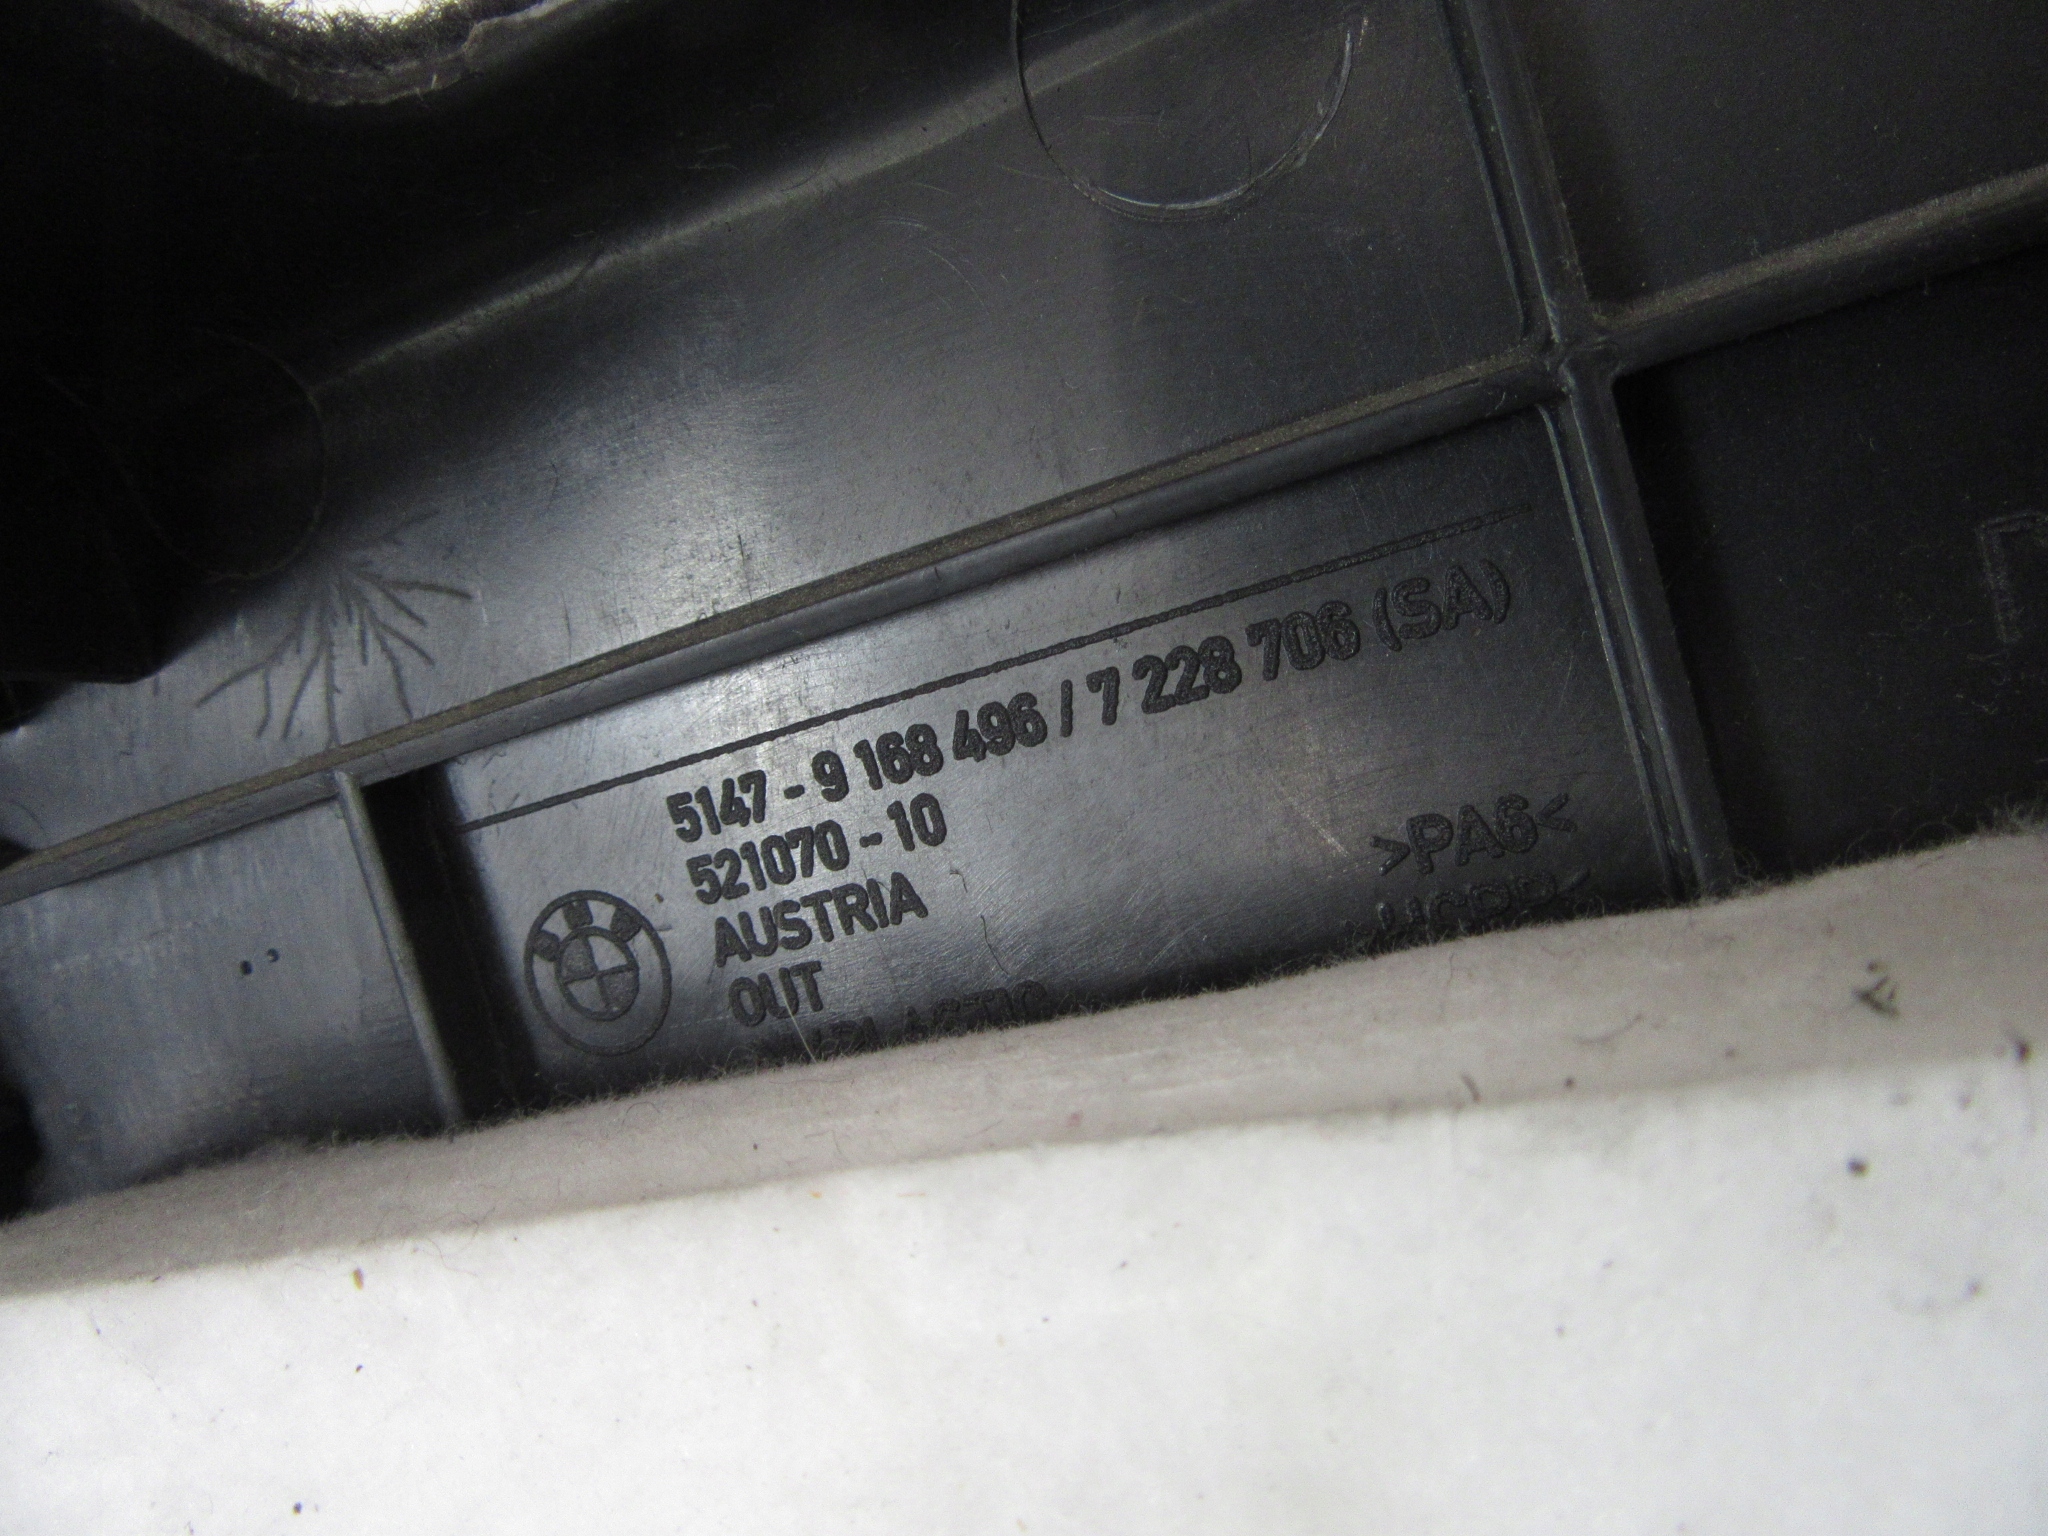 5147 - 9 168 496 / 7 228 706 (SA)
521070 - 10
AUSTRIA
OUT
>PA6<